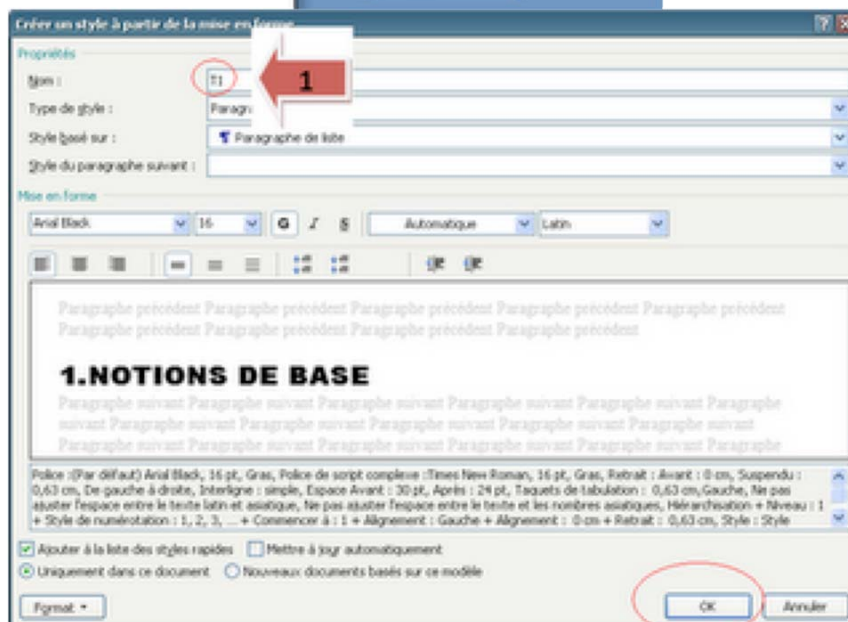 Créer un style à partir de la mise en forme
Propriétés
Nom : T1
1
Type de style : Paragr
Style basé sur : Paragraphe de liste
Style du paragraphe suivant :
Mise en forme
Arial Black 16 G I S Automatique Latin
Paragraphe précédent Paragraphe précédent Paragraphe précédent Paragraphe précédent Paragraphe précédent
Paragraphe précédent Paragraphe précédent Paragraphe précédent Paragraphe précédent
1.NOTIONS DE BASE
Paragraphe suivant Paragraphe suivant Paragraphe suivant Paragraphe suivant Paragraphe suivant Paragraphe
suivant Paragraphe suivant Paragraphe suivant Paragraphe suivant Paragraphe suivant Paragraphe suivant
Paragraphe suivant Paragraphe suivant Paragraphe suivant Paragraphe suivant Paragraphe suivant Paragraphe
Police :(Par défaut) Arial Black, 16 pt, Gras, Police de script complexe :Times New Roman, 16 pt, Gras, Retrait : Avant : 0 cm, Suspendu :
0,63 cm, De gauche à droite, Interligne : simple, Espace Avant : 30 pt, Après : 24 pt, Taquets de tabulation : 0,63 cm,Gauche, Ne pas
ajuster l'espace entre le texte latin et asiatique, Ne pas ajuster l'espace entre le texte et les nombres asiatiques, Hiérarchisation + Niveau : 1
+ Style de numérotation : 1, 2, 3, ... + Commencer à : 1 + Alignement : Gauche + Alignement : 0 cm + Retrait : 0,63 cm, Style : Style
Ajouter à la liste des styles rapides Mettre à jour automatiquement
Uniquement dans ce document Nouveaux documents basés sur ce modèle
Format OK Annuler